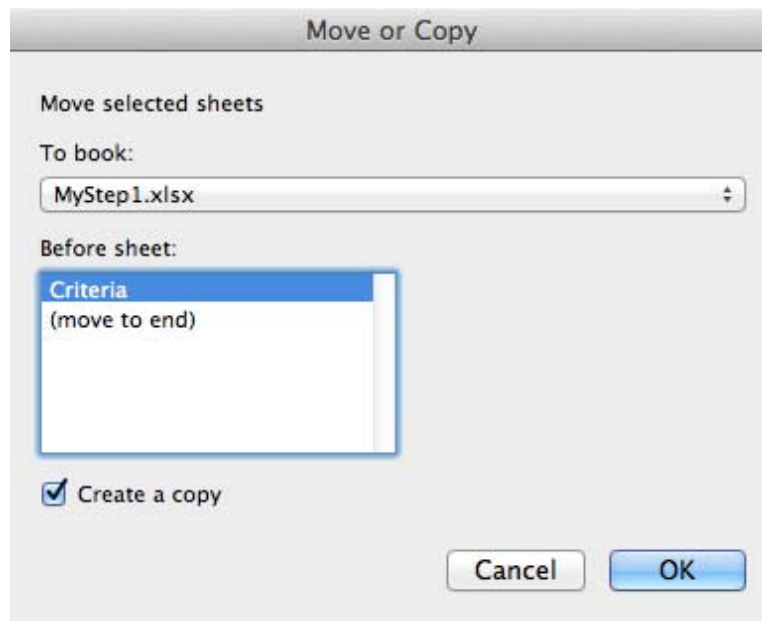 Move or Copy
Move selected sheets
To book:
MyStep1.xlsx
Before sheet:
Criteria
(move to end)
Create a copy
Cancel OK